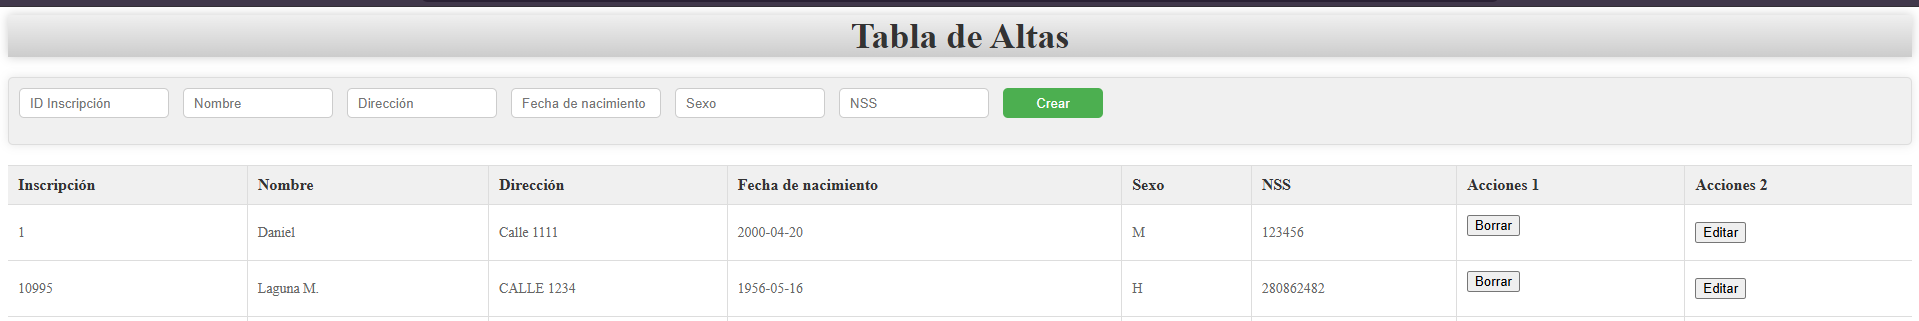 Tabla de Altas
ID Inscripción Nombre Dirección Fecha de nacimiento Sexo NSS Crear
Inscripción Nombre Dirección Fecha de nacimiento Sexo NSS Acciones 1 Acciones 2
1 Daniel Calle 1111 2000-04-20 M 123456 Borrar Editar
10995 Laguna M. CALLE 1234 1956-05-16 H 280862482 Borrar Editar